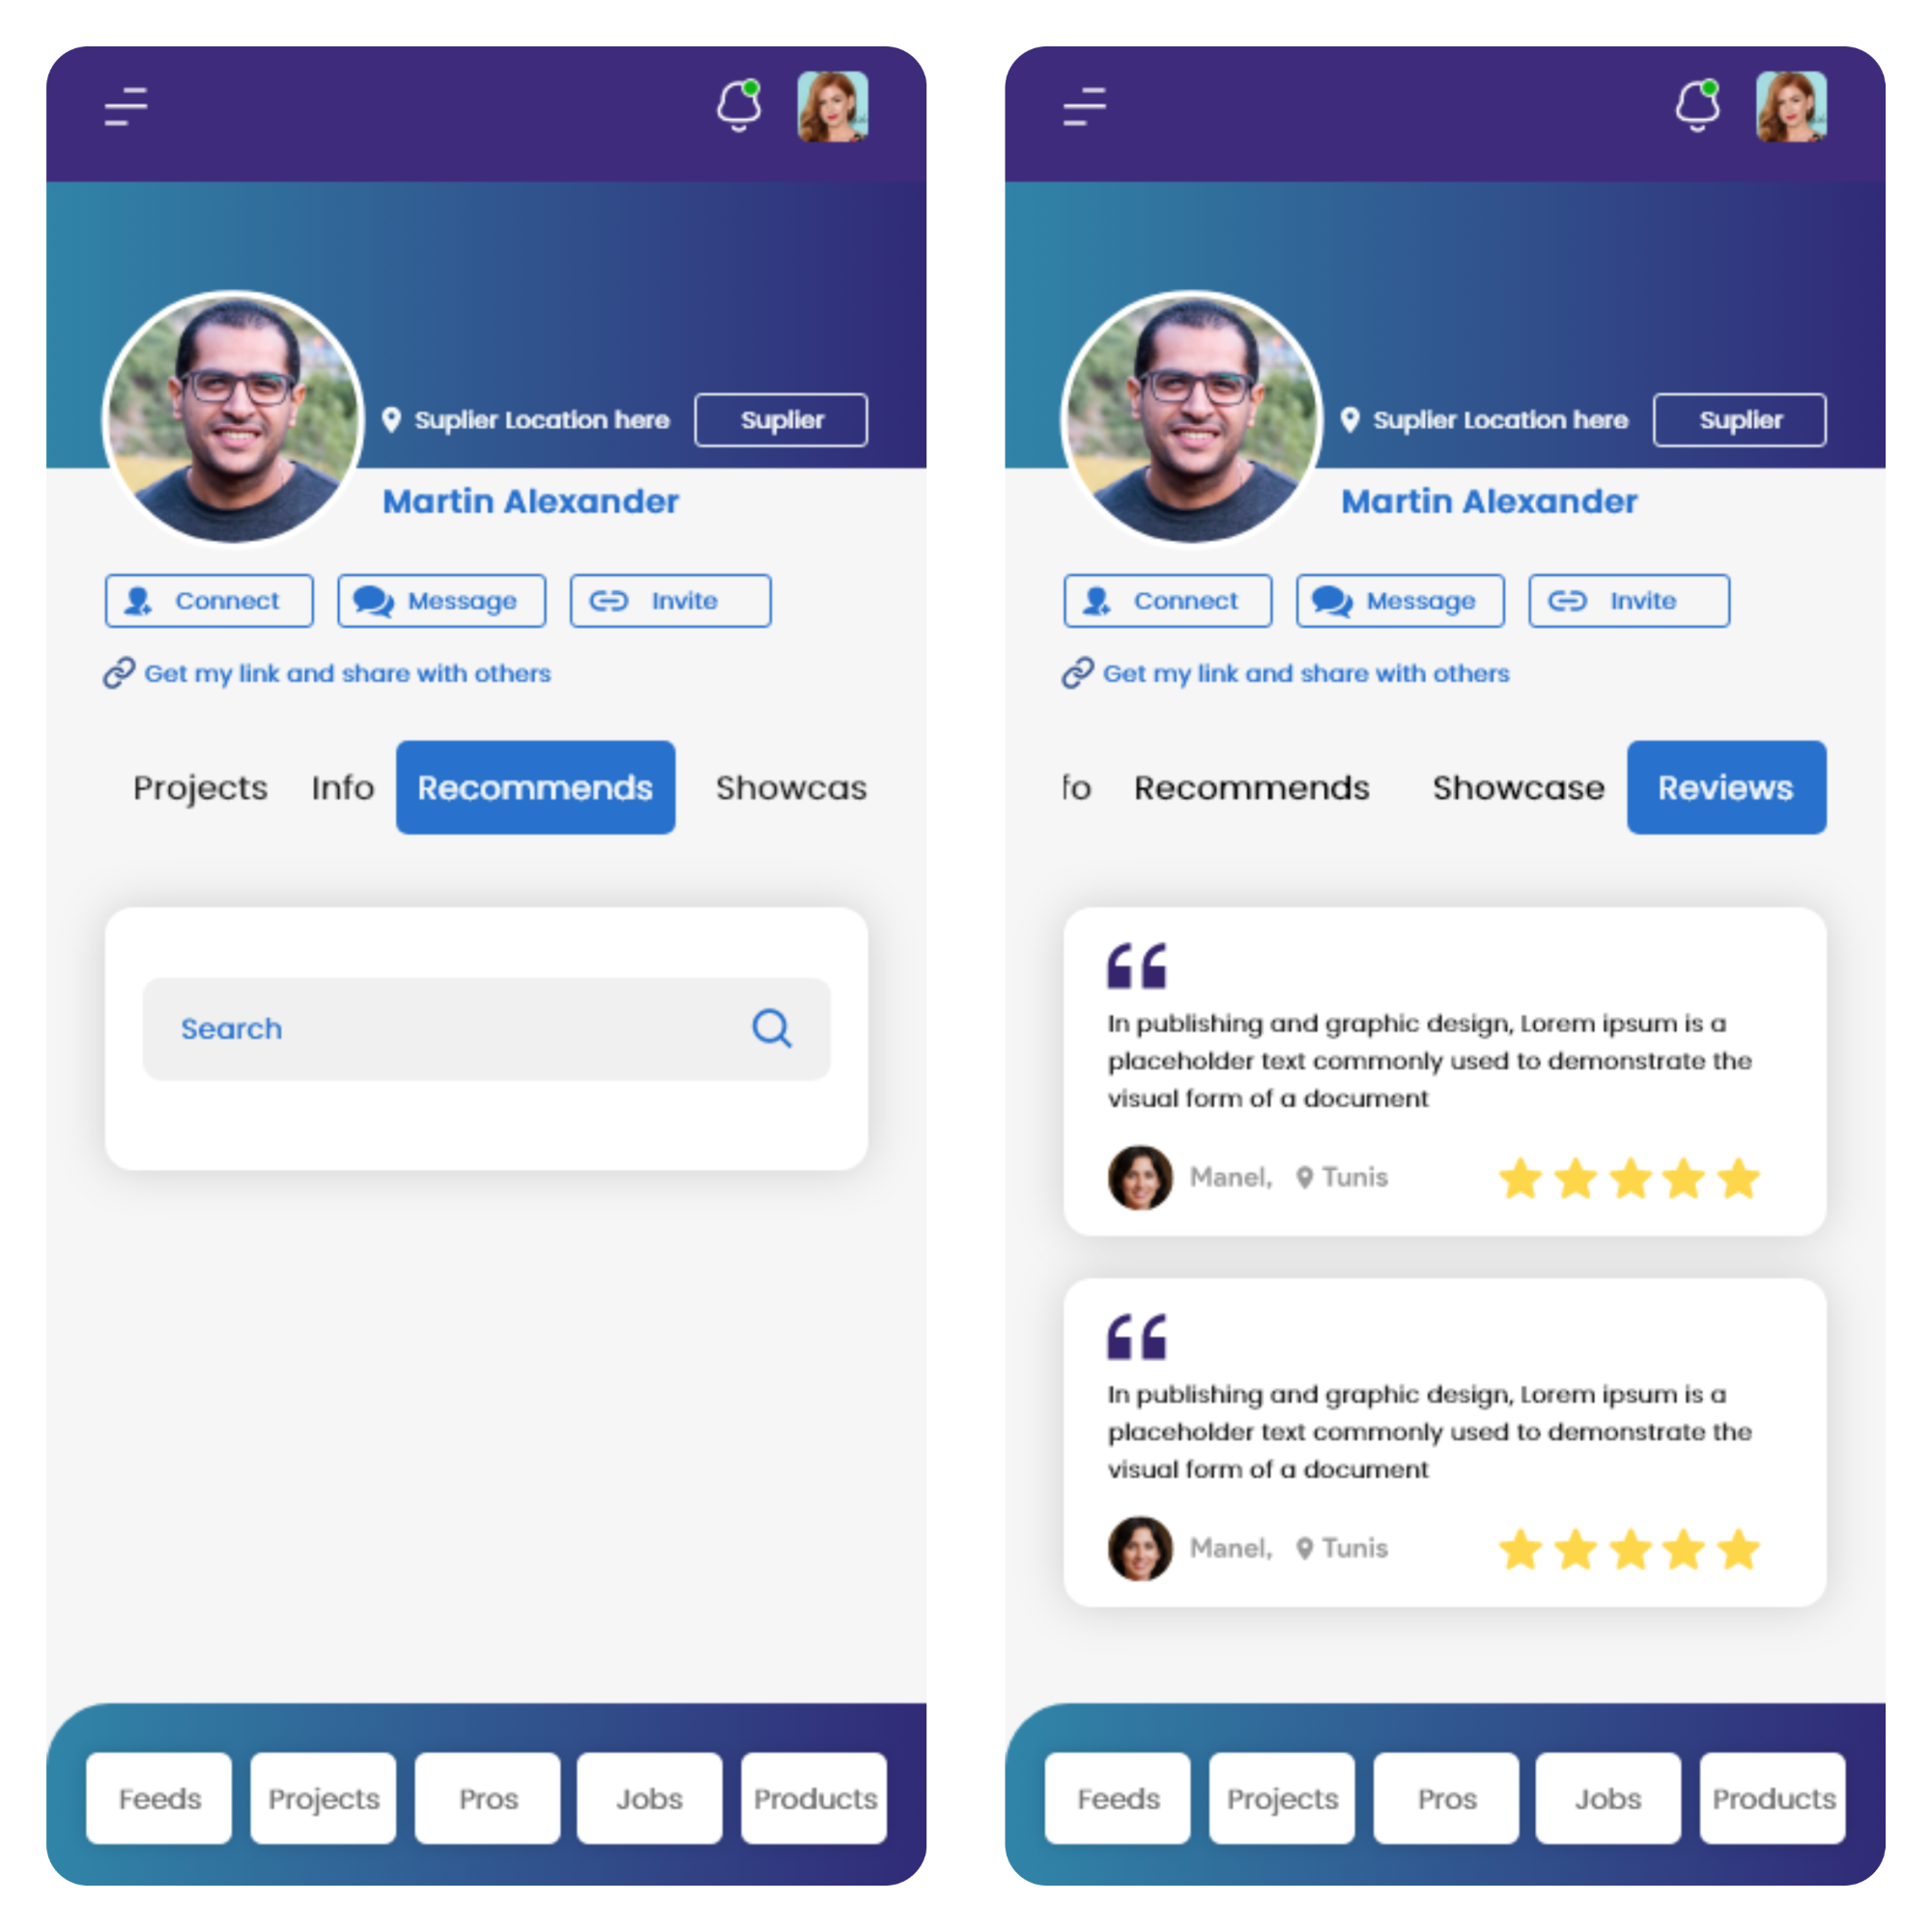 Suplier Location here
Suplier
Martin Alexander
Connect
Message
Invite
Get my link and share with others
Projects
Info
Recommends
Showcas
Search
Feeds
Projects
Pros
Jobs
Products
Suplier Location here
Suplier
Martin Alexander
Connect
Message
Invite
Get my link and share with others
fo
Recommends
Showcase
Reviews
In publishing and graphic design, Lorem ipsum is a
placeholder text commonly used to demonstrate the
visual form of a document
Manel,
Tunis
In publishing and graphic design, Lorem ipsum is a
placeholder text commonly used to demonstrate the
visual form of a document
Manel,
Tunis
Feeds
Projects
Pros
Jobs
Products